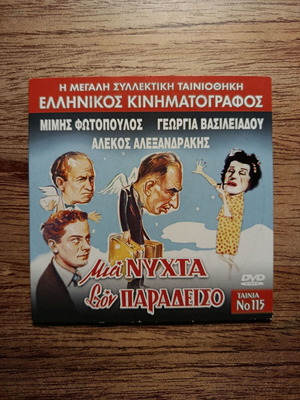 Η ΜΕΓΑΛΗ ΣΥΛΛΕΚΤΙΚΗ ΤΑΙΝΙΟΘΗΚΗ
ΕΛΛΗΝΙΚΟΣ ΚΙΝΗΜΑΤΟΓΡΑΦΟΣ
ΜΙΜΗΣ ΦΩΤΟΠΟΥΛΟΣ ΓΕΩΡΓΙΑ ΒΑΣΙΛΕΙΑΔΟΥ
ΑΛΕΚΟΣ ΑΛΕΞΑΝΔΡΑΚΗΣ
Μιά ΝΥΧΤΑ
στόν ΠΑΡΑΔΕΙΣΟ
DVD
ΤΑΙΝΙΑ
Νο 115